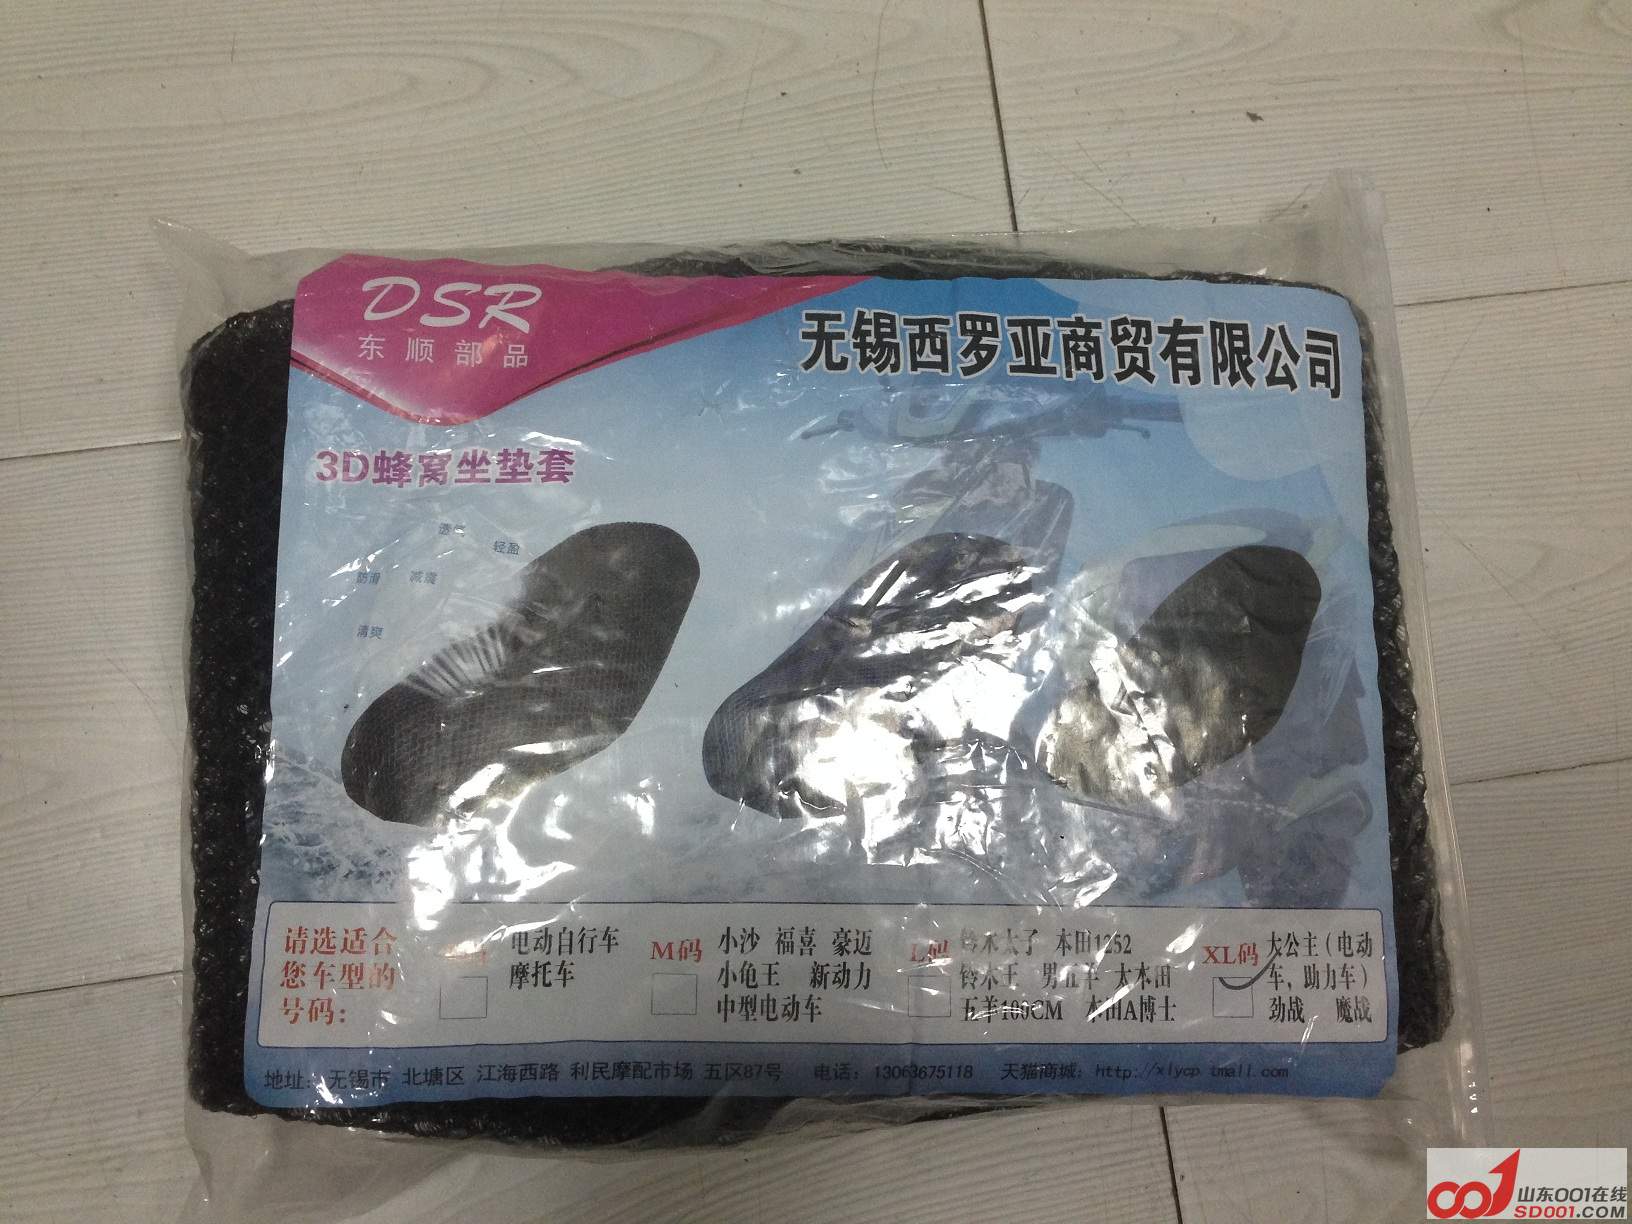 DSR
东顺部品
无锡西罗亚商贸有限公司
3D蜂窝坐垫套
透气
轻盈
防滑 减震
清爽
请选适合
您车型的
号码:
电动自行车
摩托车
M码
小沙 福喜 豪迈
小龟王 新动力
中型电动车
L码
铃木太子 本田1252
铃木王 男五羊 大本田
五羊100CM 本田A博士
XL码
大公主(电动
车,助力车)
劲战 魔战
地址: 无锡市 北塘区 江海西路 利民摩配市场 五区87号 电话: 13063675118 天猫商城: http://xlycp.tmall.com
山东001在线
SD001.COM